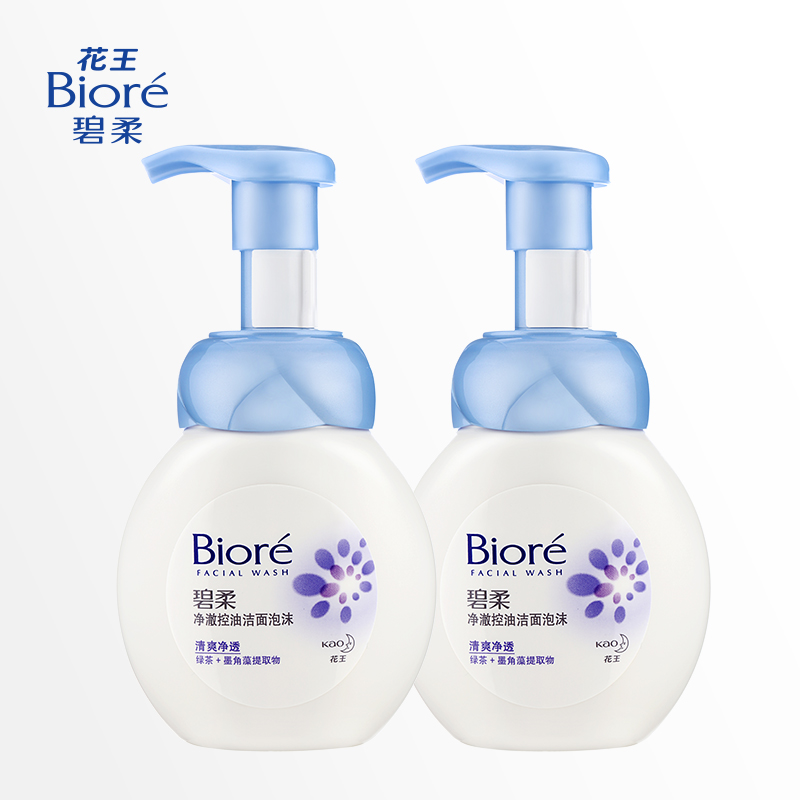 花王
Bioré
碧柔
Bioré
FACIAL WASH
碧柔
净澈控油洁面泡沫
清爽净透
绿茶+墨角藻提取物
Kao
花王
Bioré
FACIAL WASH
碧柔
净澈控油洁面泡沫
清爽净透
绿茶+墨角藻提取物
Kao
花王